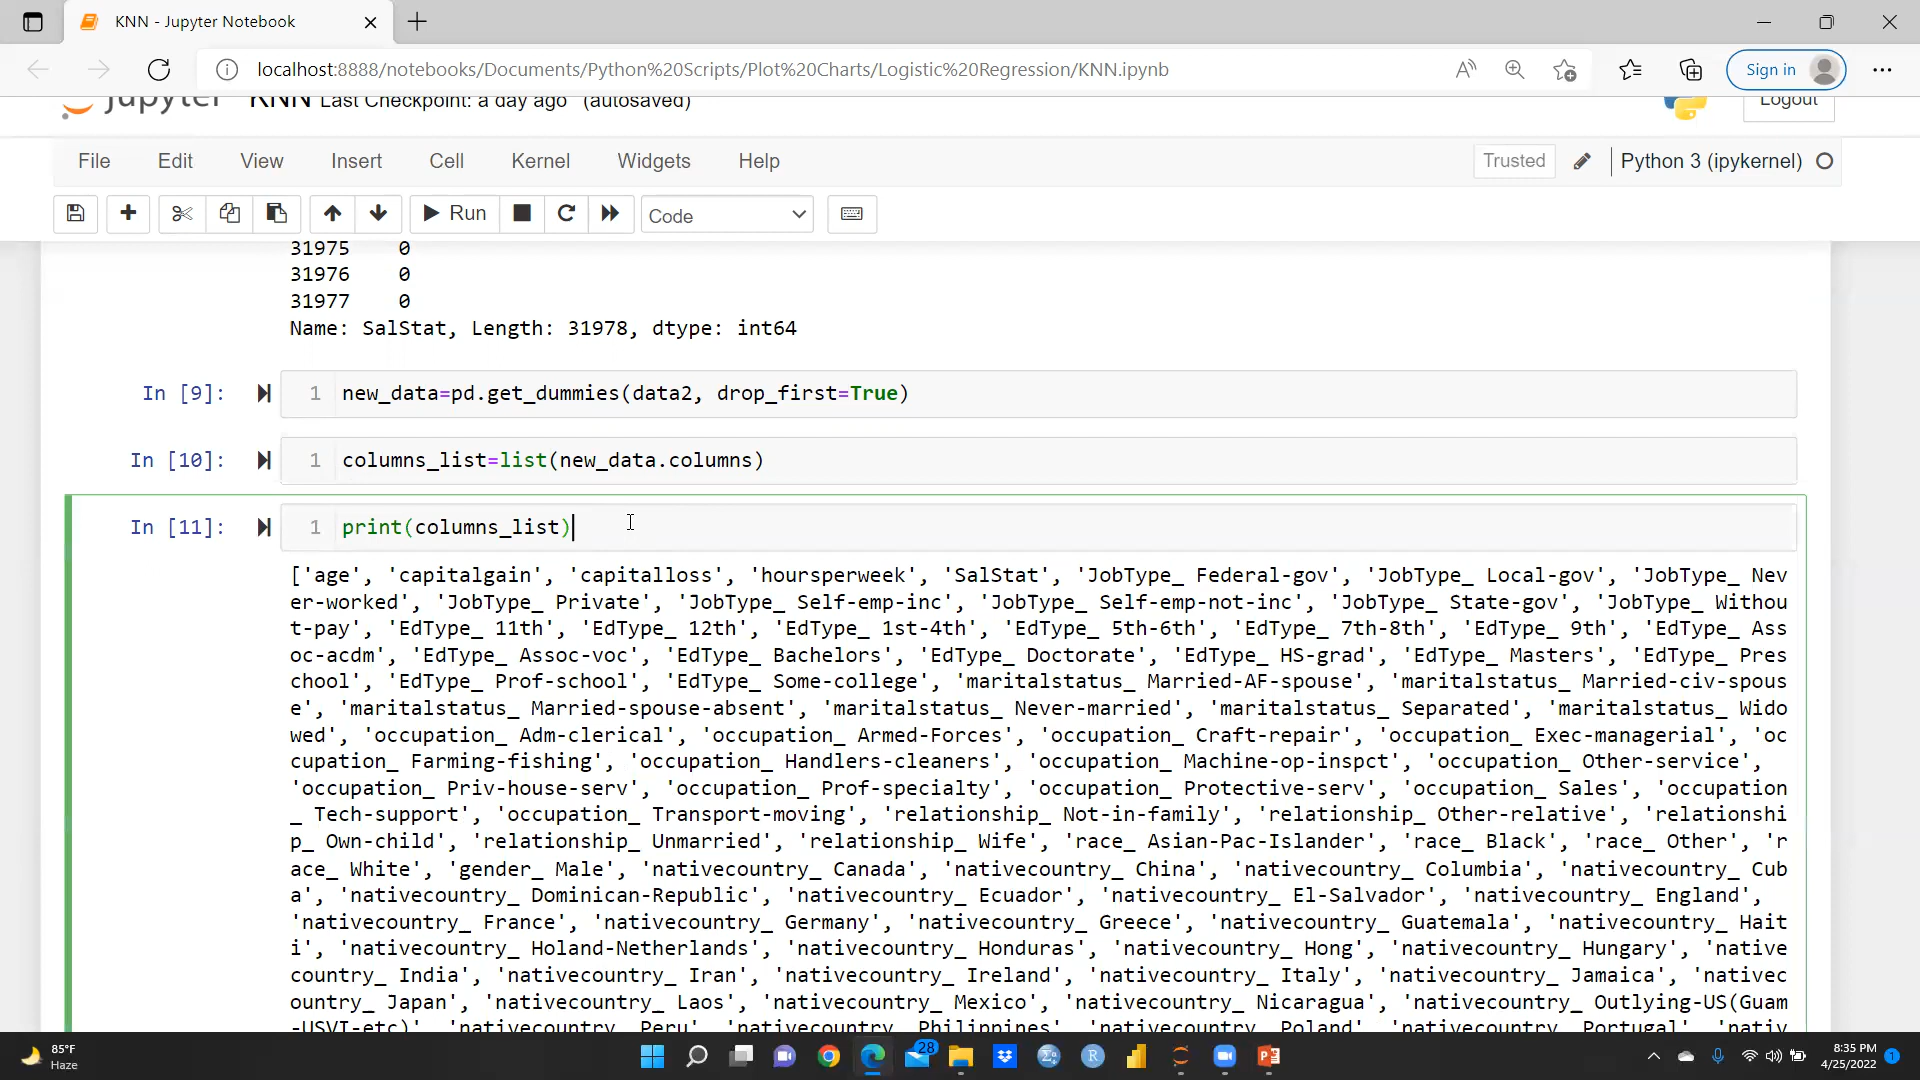 KNN - Jupyter Notebook
localhost:8888/notebooks/Documents/Python%20Scripts/Plot%20Charts/Logistic%20Regression/KNN.ipynb
Sign in
jupyter KNN Last Checkpoint: a day ago (autosaved)
Logout
File Edit View Insert Cell Kernel Widgets Help
Trusted
Python 3 (ipykernel)
Run
Code
31975 0
31976 0
31977 0
Name: SalStat, Length: 31978, dtype: int64
In [9]: 1 new_data=pd.get_dummies(data2, drop_first=True)
In [10]: 1 columns_list=list(new_data.columns)
In [11]: 1 print(columns_list)
['age', 'capitalgain', 'capitalloss', 'hoursperweek', 'SalStat', 'JobType_ Federal-gov', 'JobType_ Local-gov', 'JobType_ Nev
er-worked', 'JobType_ Private', 'JobType_ Self-emp-inc', 'JobType_ Self-emp-not-inc', 'JobType_ State-gov', 'JobType_ Withou
t-pay', 'EdType_ 11th', 'EdType_ 12th', 'EdType_ 1st-4th', 'EdType_ 5th-6th', 'EdType_ 7th-8th', 'EdType_ 9th', 'EdType_ Ass
oc-acdm', 'EdType_ Assoc-voc', 'EdType_ Bachelors', 'EdType_ Doctorate', 'EdType_ HS-grad', 'EdType_ Masters', 'EdType_ Pres
chool', 'EdType_ Prof-school', 'EdType_ Some-college', 'maritalstatus_ Married-AF-spouse', 'maritalstatus_ Married-civ-spous
e', 'maritalstatus_ Married-spouse-absent', 'maritalstatus_ Never-married', 'maritalstatus_ Separated', 'maritalstatus_ Wido
wed', 'occupation_ Adm-clerical', 'occupation_ Armed-Forces', 'occupation_ Craft-repair', 'occupation_ Exec-managerial', 'oc
cupation_ Farming-fishing', 'occupation_ Handlers-cleaners', 'occupation_ Machine-op-inspct', 'occupation_ Other-service',
'occupation_ Priv-house-serv', 'occupation_ Prof-specialty', 'occupation_ Protective-serv', 'occupation_ Sales', 'occupation
_ Tech-support', 'occupation_ Transport-moving', 'relationship_ Not-in-family', 'relationship_ Other-relative', 'relationshi
p_ Own-child', 'relationship_ Unmarried', 'relationship_ Wife', 'race_ Asian-Pac-Islander', 'race_ Black', 'race_ Other', 'r
ace_ White', 'gender_ Male', 'nativecountry_ Canada', 'nativecountry_ China', 'nativecountry_ Columbia', 'nativecountry_ Cub
a', 'nativecountry_ Dominican-Republic', 'nativecountry_ Ecuador', 'nativecountry_ El-Salvador', 'nativecountry_ England',
'nativecountry_ France', 'nativecountry_ Germany', 'nativecountry_ Greece', 'nativecountry_ Guatemala', 'nativecountry_ Hait
i', 'nativecountry_ Holand-Netherlands', 'nativecountry_ Honduras', 'nativecountry_ Hong', 'nativecountry_ Hungary', 'native
country_ India', 'nativecountry_ Iran', 'nativecountry_ Ireland', 'nativecountry_ Italy', 'nativecountry_ Jamaica', 'nativec
ountry_ Japan', 'nativecountry_ Laos', 'nativecountry_ Mexico', 'nativecountry_ Nicaragua', 'nativecountry_ Outlying-US(Guam
-USVI-etc)', 'nativecountry_ Peru', 'nativecountry_ Philippines', 'nativecountry_ Poland', 'nativecountry_ Portugal', 'nativ
85°F
Haze
28
R
8:35 PM
4/25/2022
1